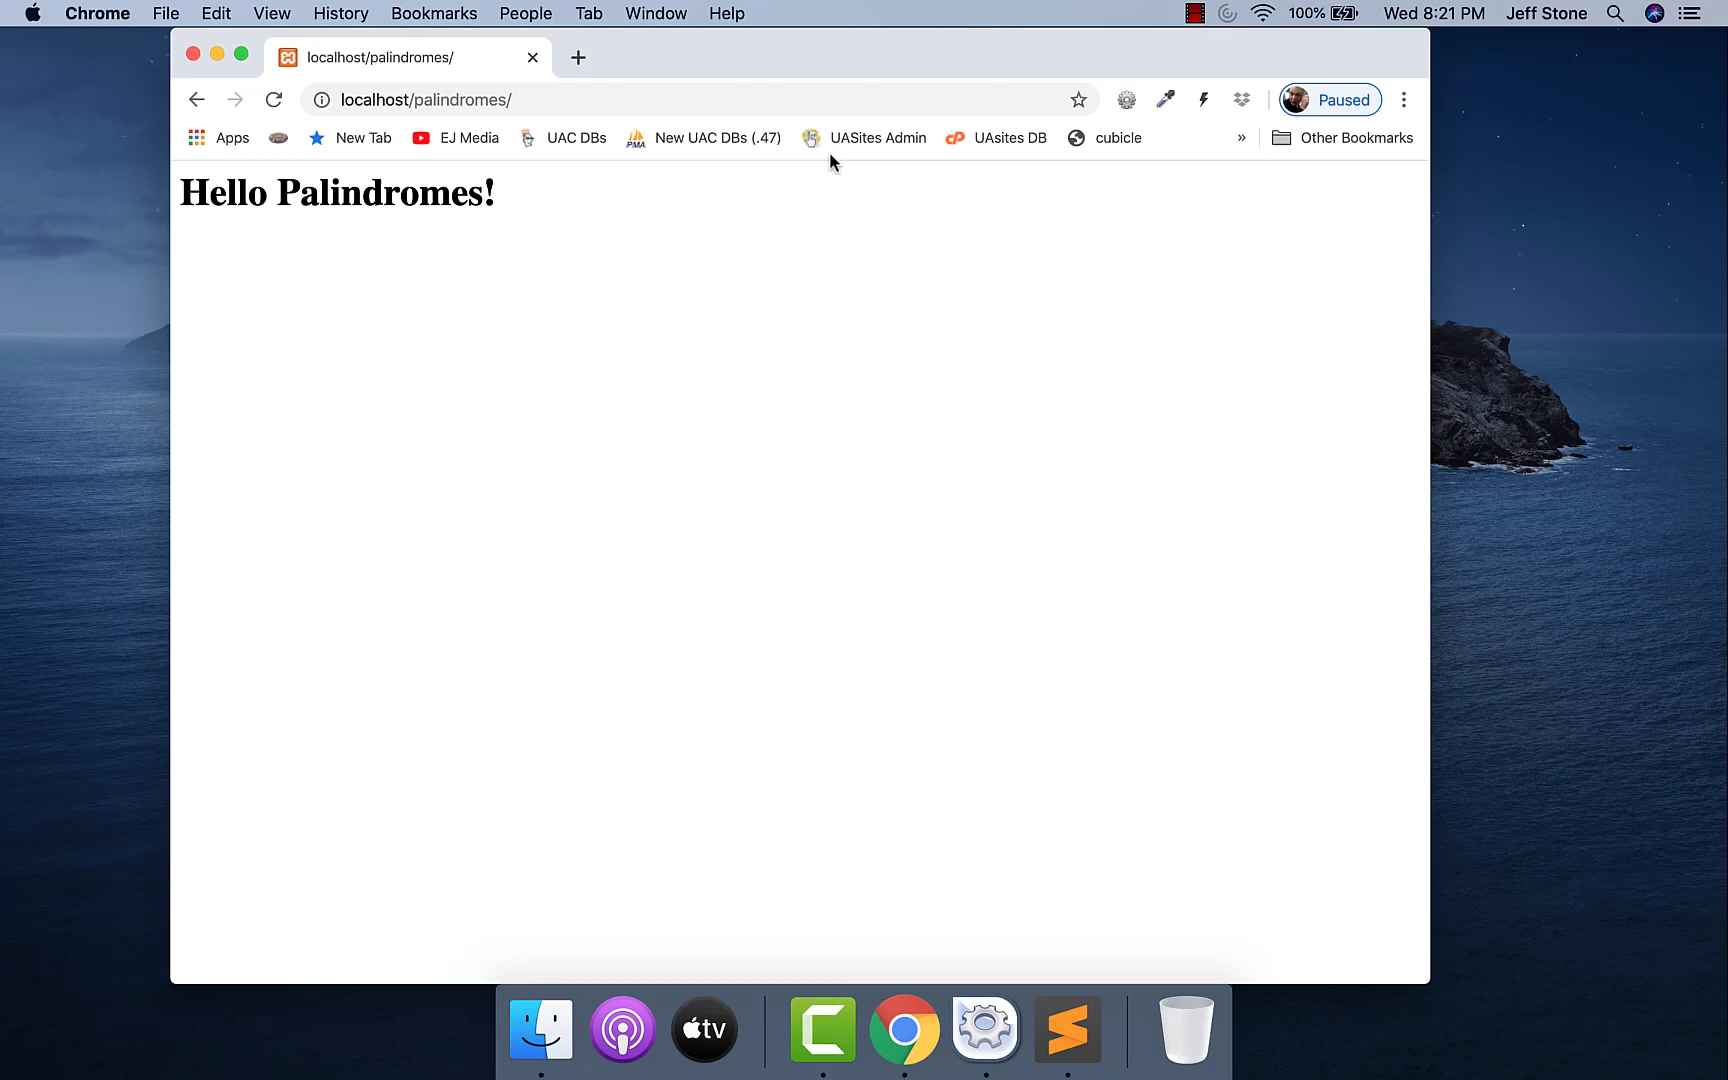 Chrome File Edit View History Bookmarks People Tab Window Help 100% Wed 8:21 PM Jeff Stone
localhost/palindromes/
localhost/palindromes/ Paused
Apps New Tab EJ Media UAC DBs PMA New UAC DBs (.47) UASites Admin cP UAsites DB cubicle » Other Bookmarks
Hello Palindromes!
tv